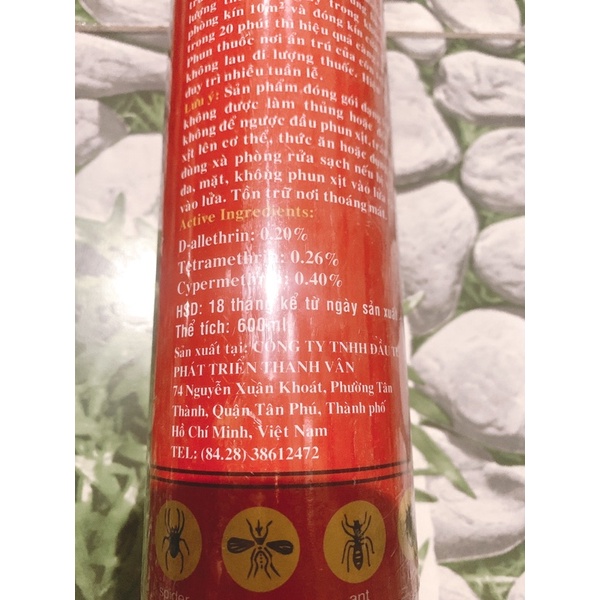 phòng kín 10m² và đóng kín
trong 20 phút thì hiệu quả
Phun thuốc nơi ẩn trú của
không lau đi lượng thuốc,
duy trì nhiều tuần lễ.
Lưu ý: Sản phẩm đóng gói
không được làm thủng hoặc
không để ngược đầu phun xịt,
xịt lên cơ thể, thức ăn hoặc
dùng xà phòng rửa sạch nếu
da, mặt, không phun xịt vào
vào lửa. Tồn trữ nơi thoáng mát.
Active Ingredients:
D-allethrin: 0.20%
Tetramethrin: 0.26%
Cypermethrin: 0.40%
HSD: 18 tháng kể từ ngày sản xuất
Thể tích: 600ml
Sản xuất tại: CÔNG TY TNHH ĐẦU TƯ
PHÁT TRIỂN THANH VÂN
74 Nguyễn Xuân Khoát, Phường Tân
Thành, Quận Tân Phú, Thành phố
Hồ Chí Minh, Việt Nam
TEL: (84.28) 38612472
spider
ant